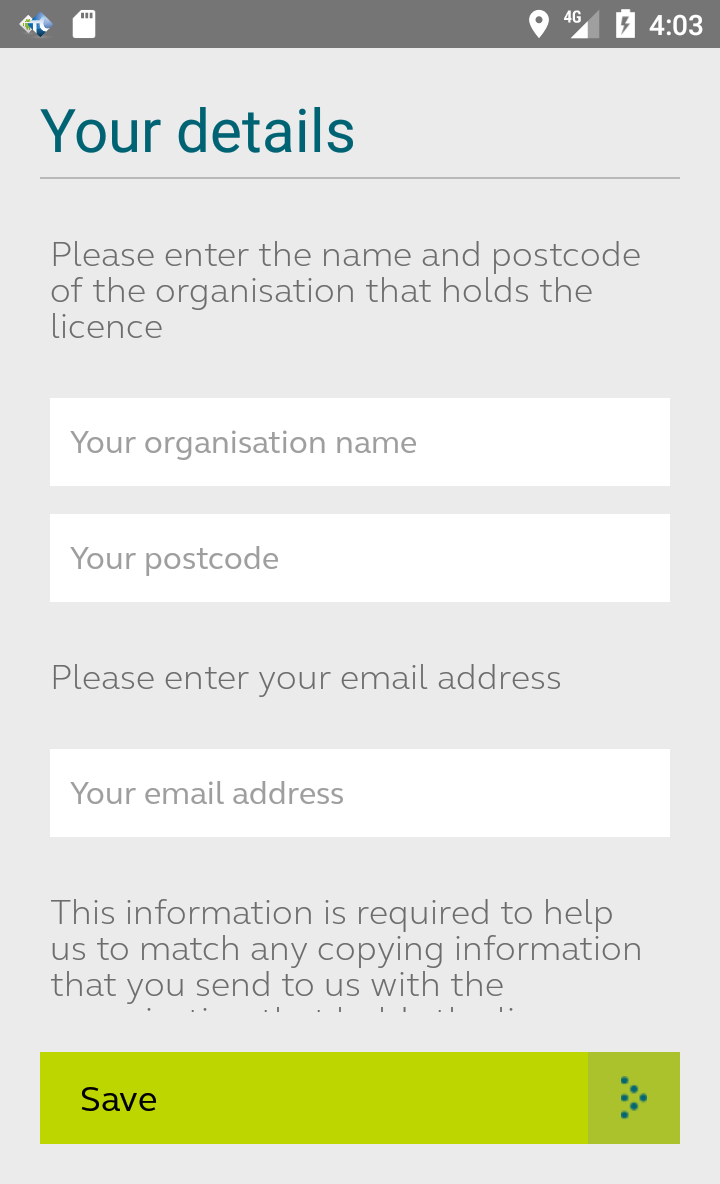 4G 4:03
Your details
Please enter the name and postcode
of the organisation that holds the
licence
Your organisation name
Your postcode
Please enter your email address
Your email address
This information is required to help
us to match any copying information
that you send to us with the
Save